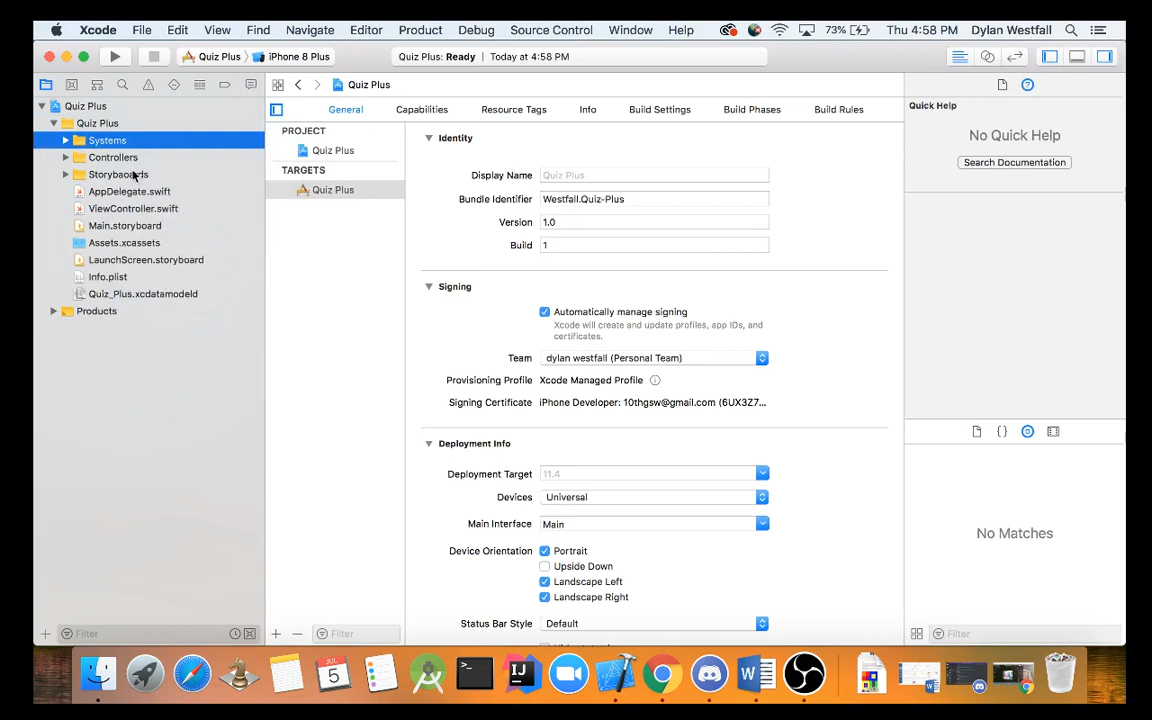 Xcode File Edit View Find Navigate Editor Product Debug Source Control Window Help 73% Thu 4:58 PM Dylan Westfall
Quiz Plus iPhone 8 Plus Quiz Plus: Ready Today at 4:58 PM
Quiz Plus
Quiz Plus
Systems
Controllers
Storyboards
AppDelegate.swift
ViewController.swift
Main.storyboard
Assets.xcassets
LaunchScreen.storyboard
Info.plist
Quiz_Plus.xcdatamodeld
Products
Filter
Quiz Plus
General Capabilities Resource Tags Info Build Settings Build Phases Build Rules
PROJECT
Quiz Plus
TARGETS
Quiz Plus
Filter
Identity
Display Name Quiz Plus
Bundle Identifier Westfall.Quiz-Plus
Version 1.0
Build 1
Signing
Automatically manage signing
Xcode will create and update profiles, app IDs, and
certificates.
Team dylan westfall (Personal Team)
Provisioning Profile Xcode Managed Profile
Signing Certificate iPhone Developer: 10thgsw@gmail.com (6UX3Z7...
Deployment Info
Deployment Target 11.4
Devices Universal
Main Interface Main
Device Orientation Portrait
Upside Down
Landscape Left
Landscape Right
Status Bar Style Default
Quick Help
No Quick Help
Search Documentation
No Matches
Filter
JUL
5